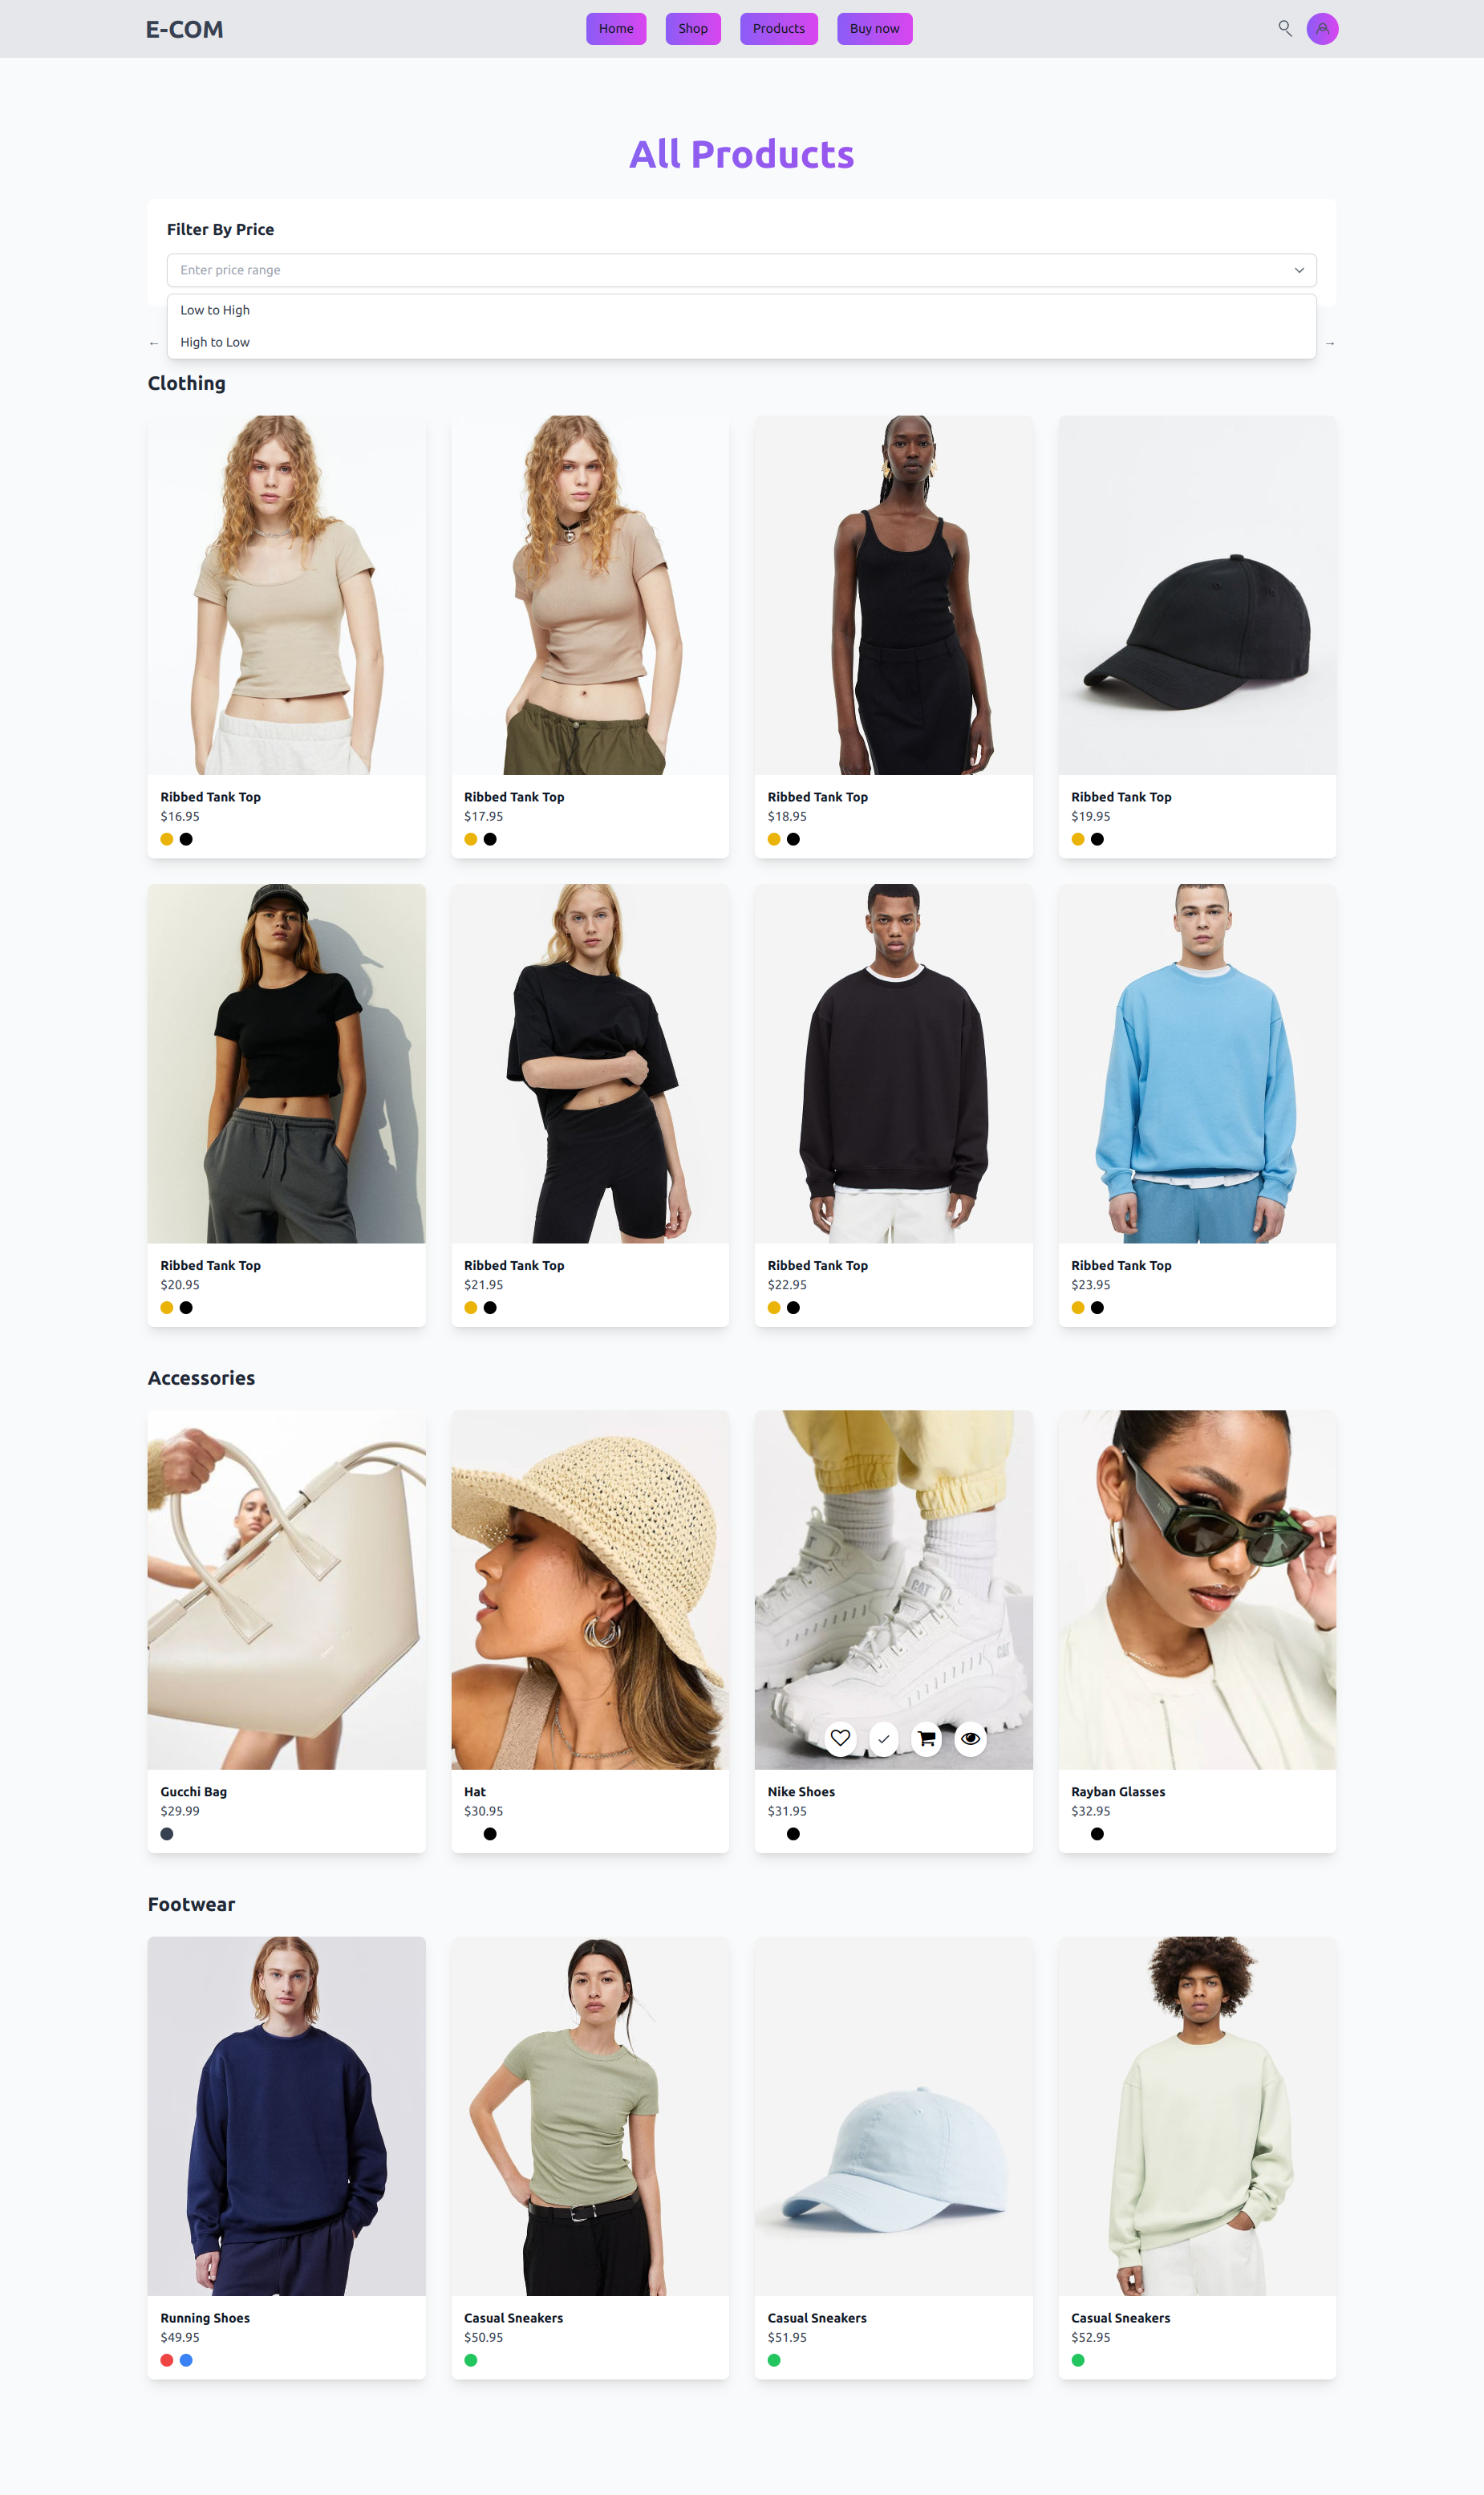 E-COM
Home
Shop
Products
Buy now
All Products
Filter By Price
Enter price range
Low to High
High to Low
← →
Clothing
Ribbed Tank Top
$16.95
Ribbed Tank Top
$17.95
Ribbed Tank Top
$18.95
Ribbed Tank Top
$19.95
Ribbed Tank Top
$20.95
Ribbed Tank Top
$21.95
Ribbed Tank Top
$22.95
Ribbed Tank Top
$23.95
Accessories
CAT
CAT
Gucchi Bag
$29.99
Hat
$30.95
Nike Shoes
$31.95
Rayban Glasses
$32.95
Footwear
Running Shoes
$49.95
Casual Sneakers
$50.95
Casual Sneakers
$51.95
Casual Sneakers
$52.95